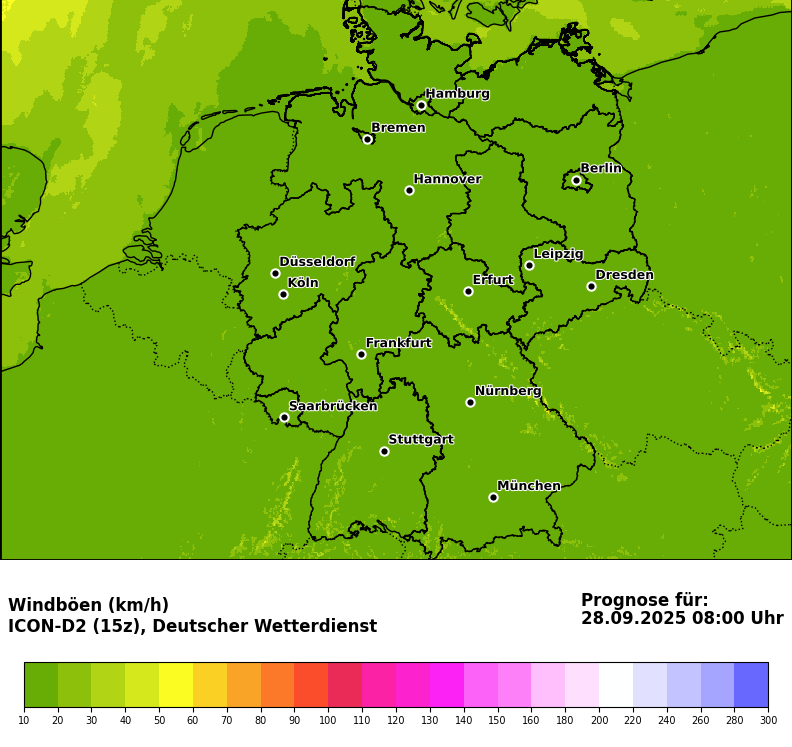 Hamburg
Bremen
Berlin
Hannover
Leipzig
Düsseldorf
Dresden
Köln
Erfurt
Frankfurt
Nürnberg
Saarbrücken
Stuttgart
München
Windböen (km/h)
ICON-D2 (15z), Deutscher Wetterdienst
Prognose für:
28.09.2025 08:00 Uhr
10 20 30 40 50 60 70 80 90 100 110 120 130 140 150 160 180 200 220 240 260 280 300